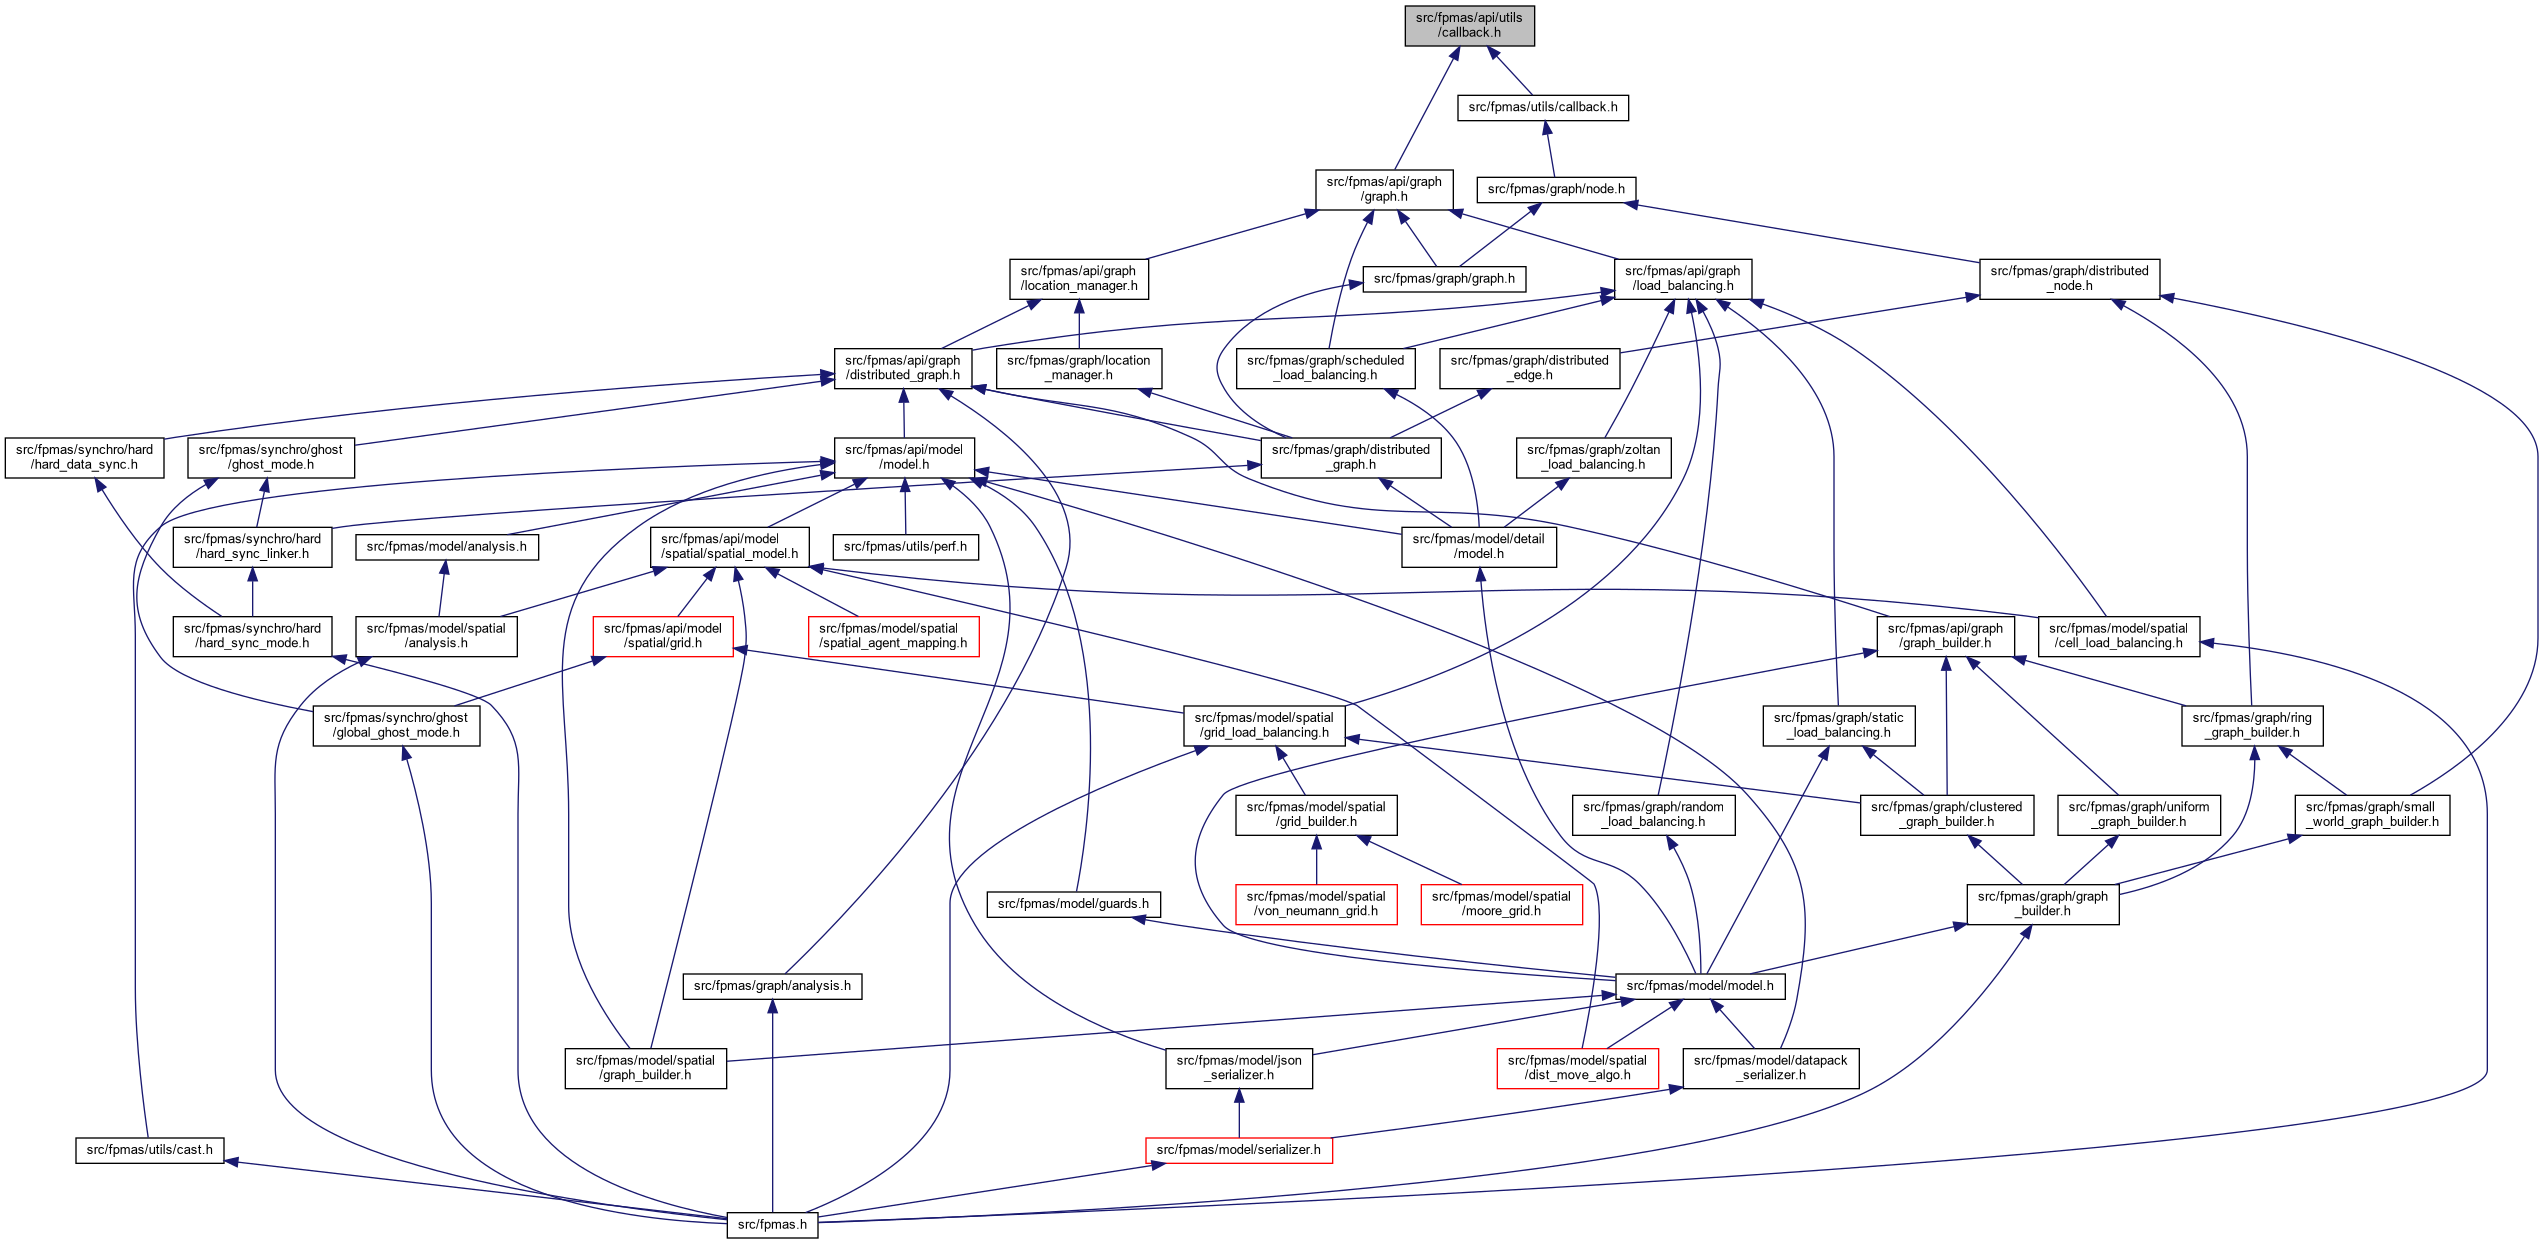 src/fpmas/api/utils
/callback.h
src/fpmas/utils/callback.h
src/fpmas/api/graph
/graph.h
src/fpmas/graph/node.h
src/fpmas/api/graph
/location_manager.h
src/fpmas/graph/graph.h
src/fpmas/api/graph
/load_balancing.h
src/fpmas/graph/distributed
_node.h
src/fpmas/api/graph
/distributed_graph.h
src/fpmas/graph/location
_manager.h
src/fpmas/graph/scheduled
_load_balancing.h
src/fpmas/graph/distributed
_edge.h
src/fpmas/synchro/hard
/hard_data_sync.h
src/fpmas/synchro/ghost
/ghost_mode.h
src/fpmas/api/model
/model.h
src/fpmas/graph/distributed
_graph.h
src/fpmas/graph/zoltan
_load_balancing.h
src/fpmas/synchro/hard
/hard_sync_linker.h
src/fpmas/model/analysis.h
src/fpmas/api/model
/spatial/spatial_model.h
src/fpmas/utils/perf.h
src/fpmas/model/detail
/model.h
src/fpmas/synchro/hard
/hard_sync_mode.h
src/fpmas/model/spatial
/analysis.h
src/fpmas/api/model
/spatial/grid.h
src/fpmas/model/spatial
/spatial_agent_mapping.h
src/fpmas/api/graph
/graph_builder.h
src/fpmas/model/spatial
/cell_load_balancing.h
src/fpmas/synchro/ghost
/global_ghost_mode.h
src/fpmas/model/spatial
/grid_load_balancing.h
src/fpmas/graph/static
_load_balancing.h
src/fpmas/graph/ring
_graph_builder.h
src/fpmas/model/spatial
/grid_builder.h
src/fpmas/graph/random
_load_balancing.h
src/fpmas/graph/clustered
_graph_builder.h
src/fpmas/graph/uniform
_graph_builder.h
src/fpmas/graph/small
_world_graph_builder.h
src/fpmas/model/guards.h
src/fpmas/model/spatial
/von_neumann_grid.h
src/fpmas/model/spatial
/moore_grid.h
src/fpmas/graph/graph
_builder.h
src/fpmas/graph/analysis.h
src/fpmas/model/model.h
src/fpmas/model/spatial
/graph_builder.h
src/fpmas/model/json
_serializer.h
src/fpmas/model/spatial
/dist_move_algo.h
src/fpmas/model/datapack
_serializer.h
src/fpmas/utils/cast.h
src/fpmas/model/serializer.h
src/fpmas.h